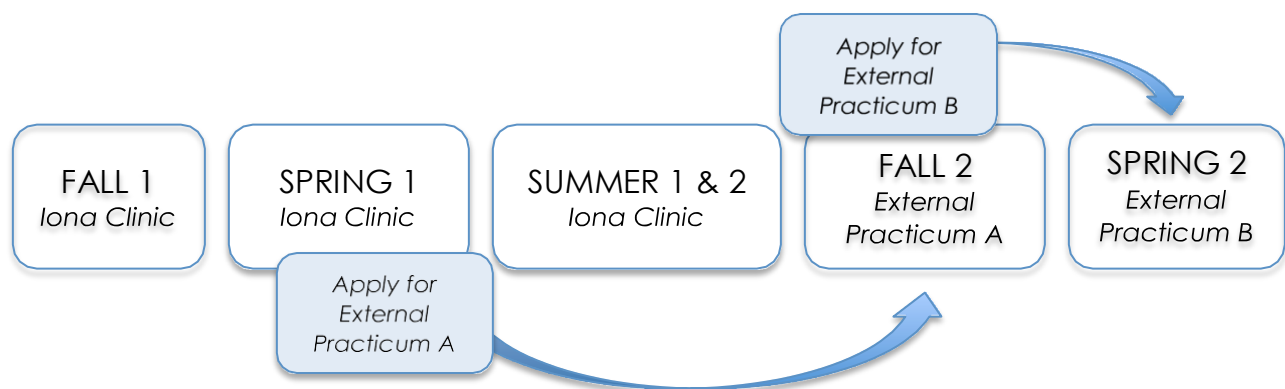 Apply for
External
Practicum B
FALL 1
Iona Clinic
SPRING 1
Iona Clinic
SUMMER 1 & 2
Iona Clinic
FALL 2
External
Practicum A
SPRING 2
External
Practicum B
Apply for
External
Practicum A